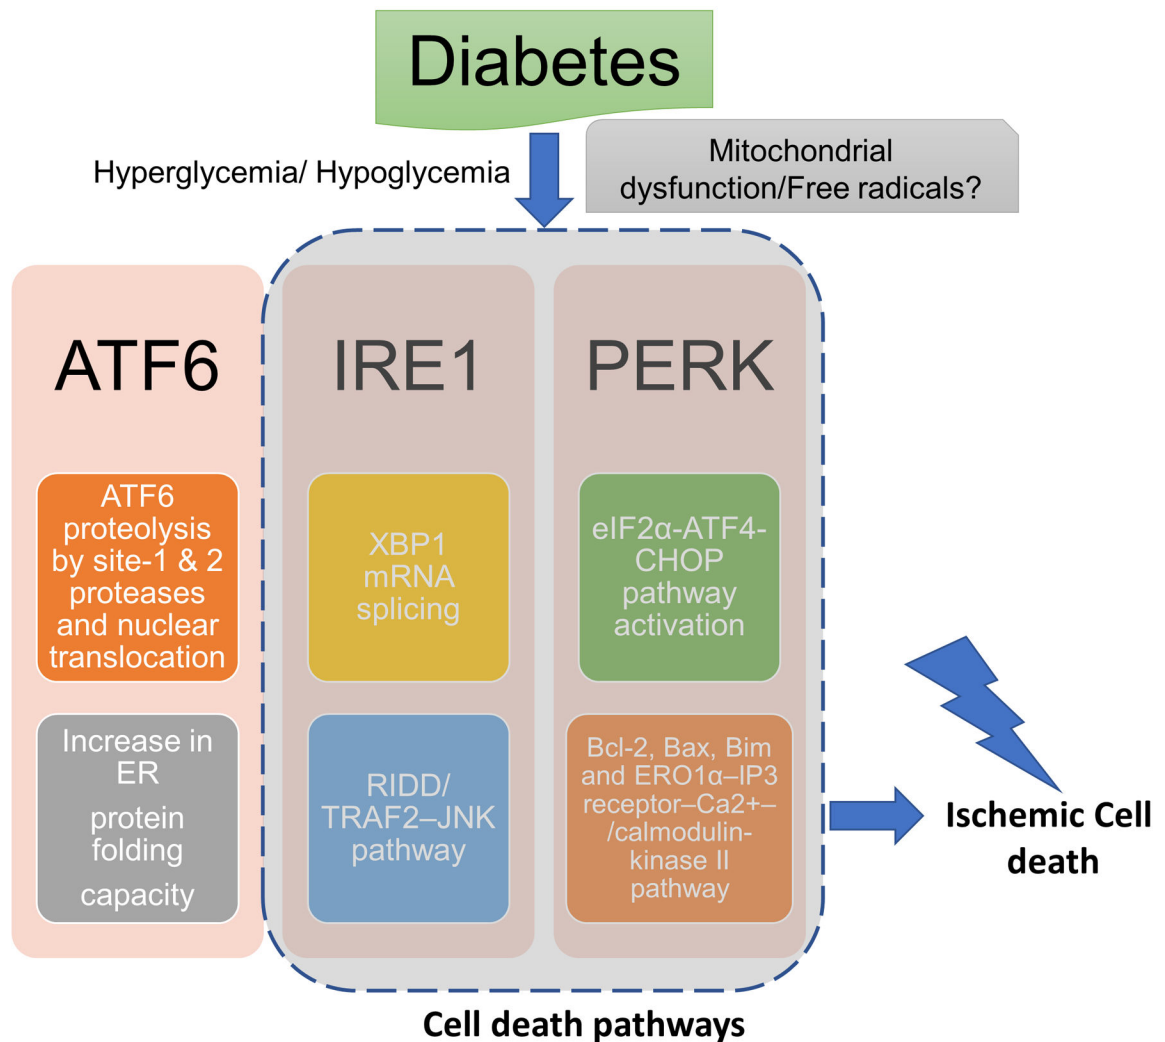 Diabetes
Hyperglycemia/ Hypoglycemia
Mitochondrial
dysfunction/Free radicals?
ATF6
ATF6
proteolysis
by site-1 & 2
proteases
and nuclear
translocation
Increase in
ER
protein
folding
capacity
IRE1
XBP1
mRNA
splicing
RIDD/
TRAF2–JNK
pathway
PERK
eIF2α-ATF4-
CHOP
pathway
activation
Bcl-2, Bax, Bim
and ERO1α–IP3
receptor–Ca2+–
/calmodulin-
kinase II
pathway
Ischemic Cell
death
Cell death pathways